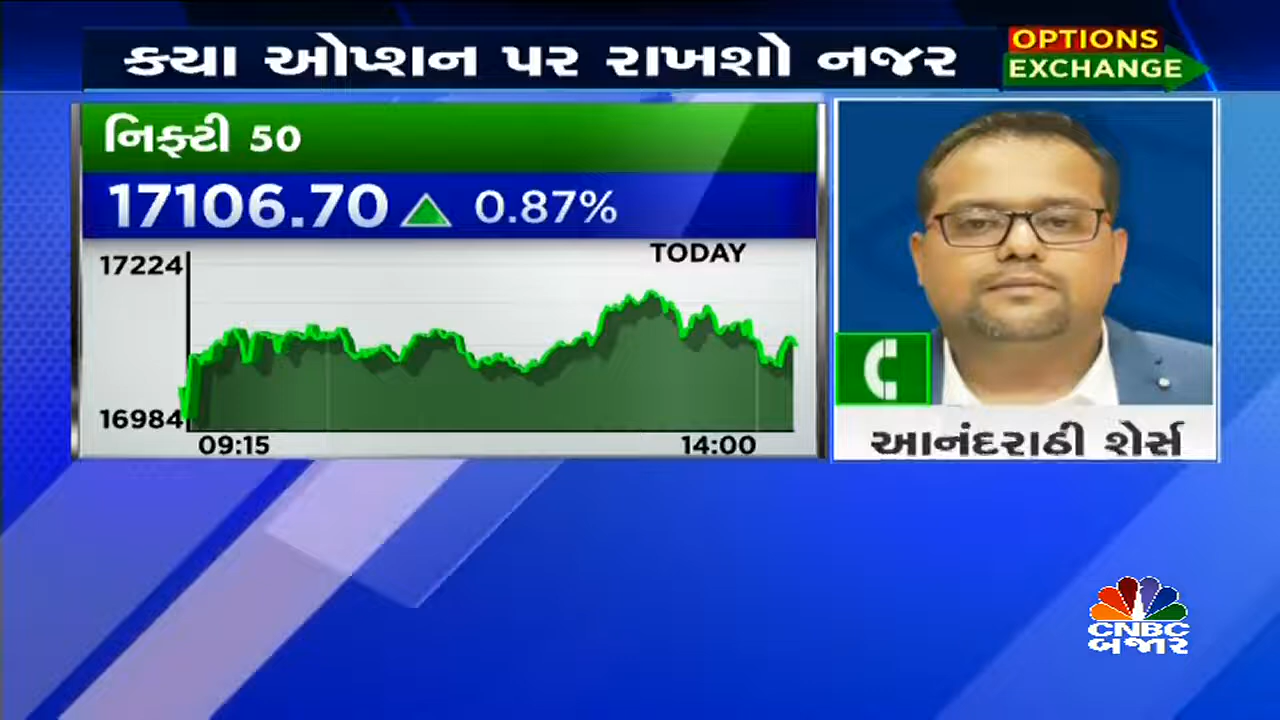 ક્યા ઓપ્શન પર રાખશો નજર
OPTIONS
EXCHANGE
નિફ્ટી 50
17106.70 0.87%
TODAY
17224
16984
09:15 14:00
આનંદરાઠી શેર્સ
CNBC
બજાર